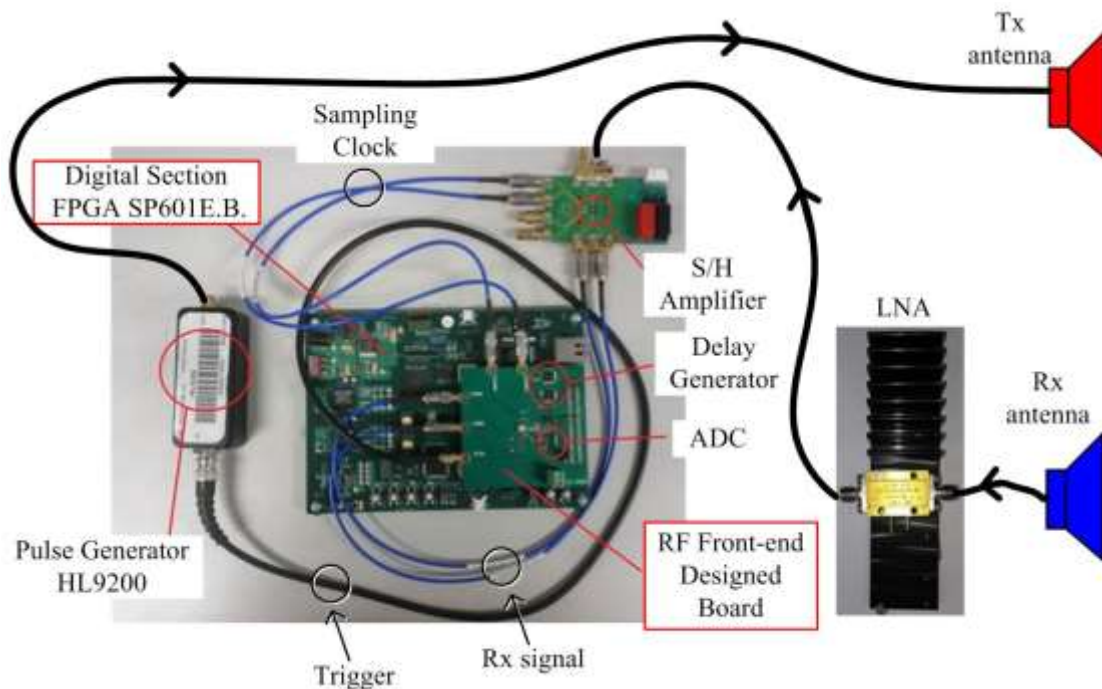 Tx
antenna
Sampling
Clock
Digital Section
FPGA SP601E.B.
S/H
Amplifier
LNA
Delay
Generator
Rx
antenna
ADC
Pulse Generator
HL9200
RF Front-end
Designed
Board
Rx signal
Trigger